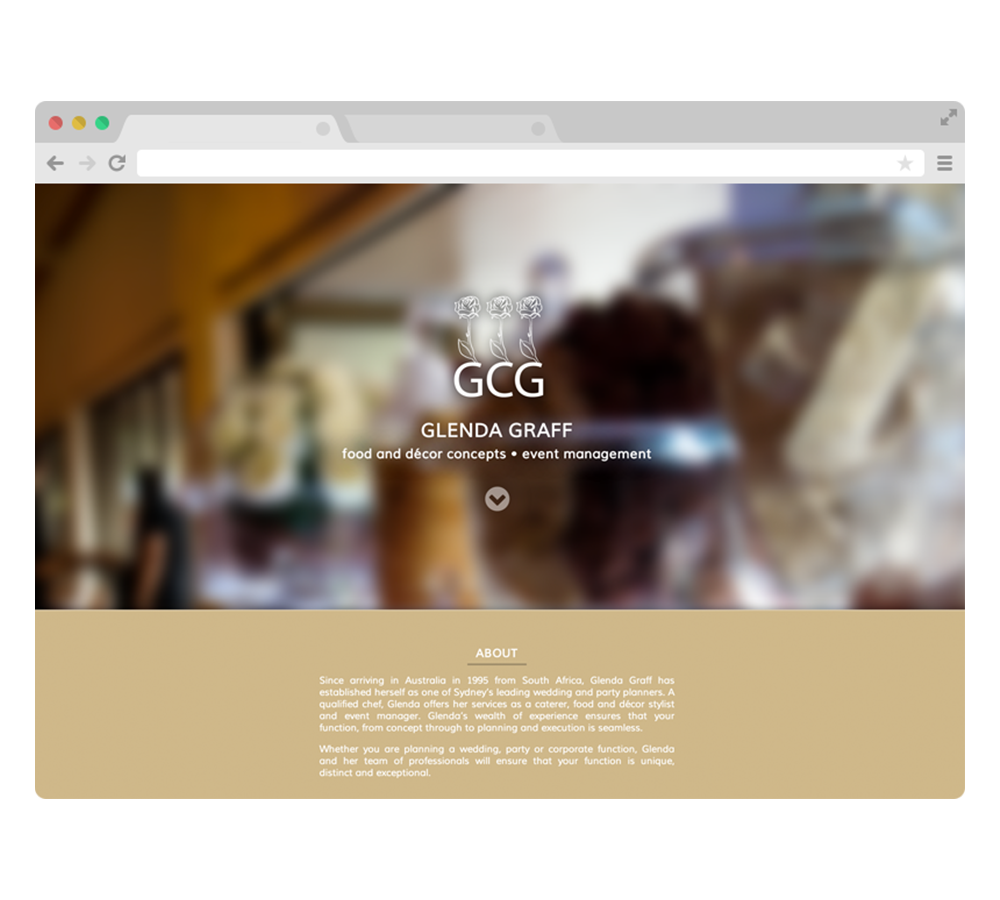 GCG
GLENDA GRAFF
food and décor concepts • event management
ABOUT
Since arriving in Australia in 1995 from South Africa, Glenda Graff has
established herself as one of Sydney's leading wedding and party planners. A
qualified chef, Glenda offers her services as a caterer, food and décor stylist
and event manager. Glenda's wealth of experience ensures that your
function, from concept through to planning and execution is seamless.
Whether you are planning a wedding, party or corporate function, Glenda
and her team of professionals will ensure that your function is unique,
distinct and exceptional.